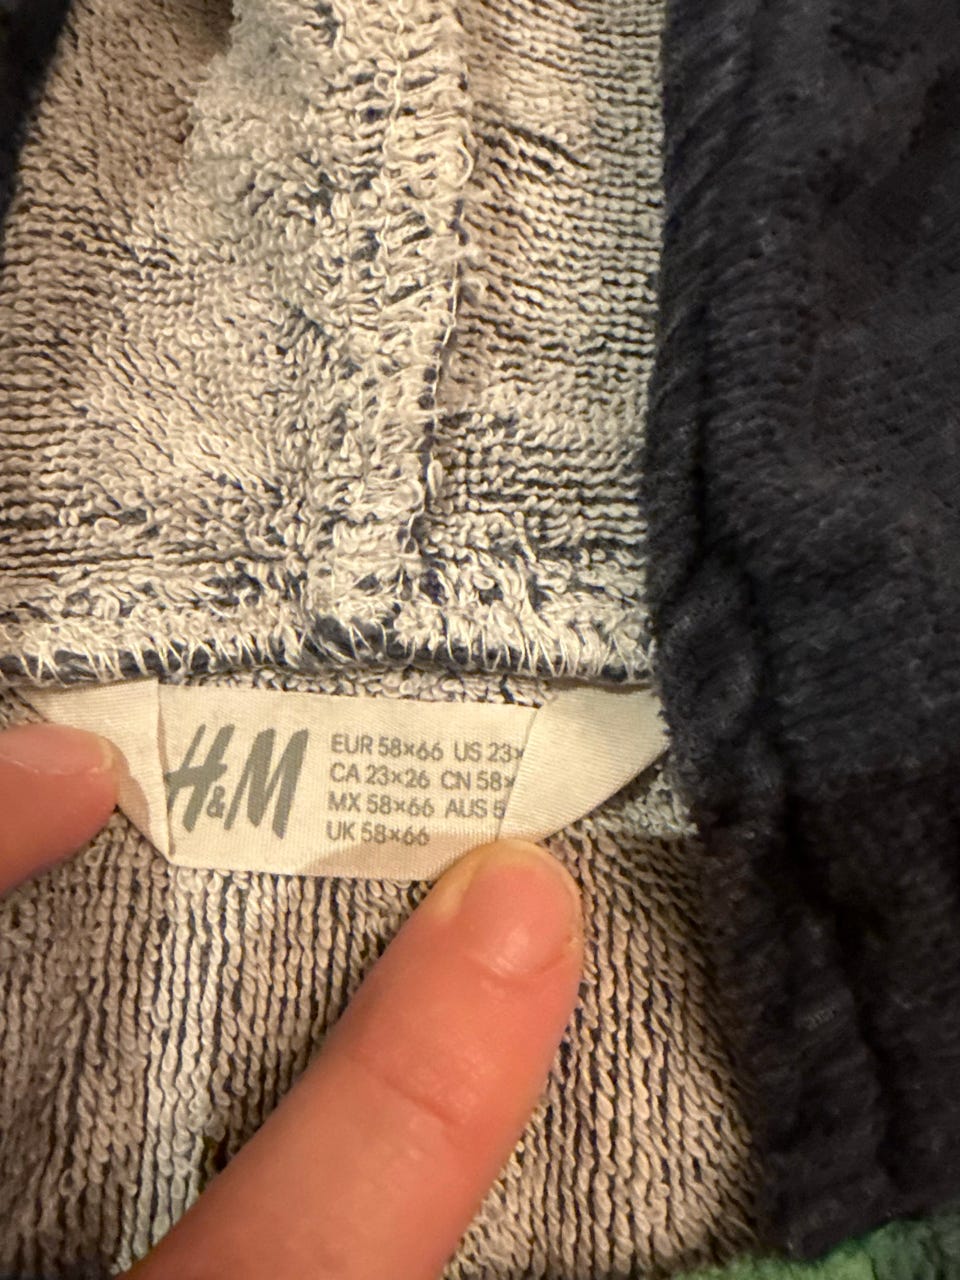 H&M
EUR 58×66 US 23×
CA 23×26 CN 58×
MX 58×66 AUS 5
UK 58×66